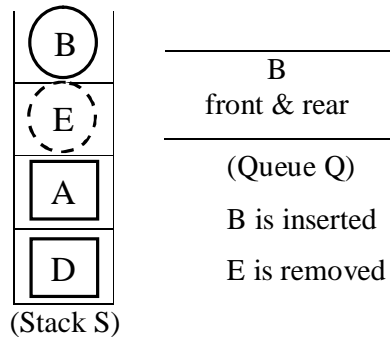 B
E
A
D
(Stack S)
B
front & rear
(Queue Q)
B is inserted
E is removed